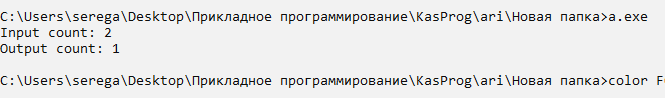 C:\Users\serega\Desktop\Прикладное программирование\KasProg\ari\Новая папка>a.exe
Input count: 2
Output count: 1
C:\Users\serega\Desktop\Прикладное программирование\KasProg\ari\Новая папка>color F